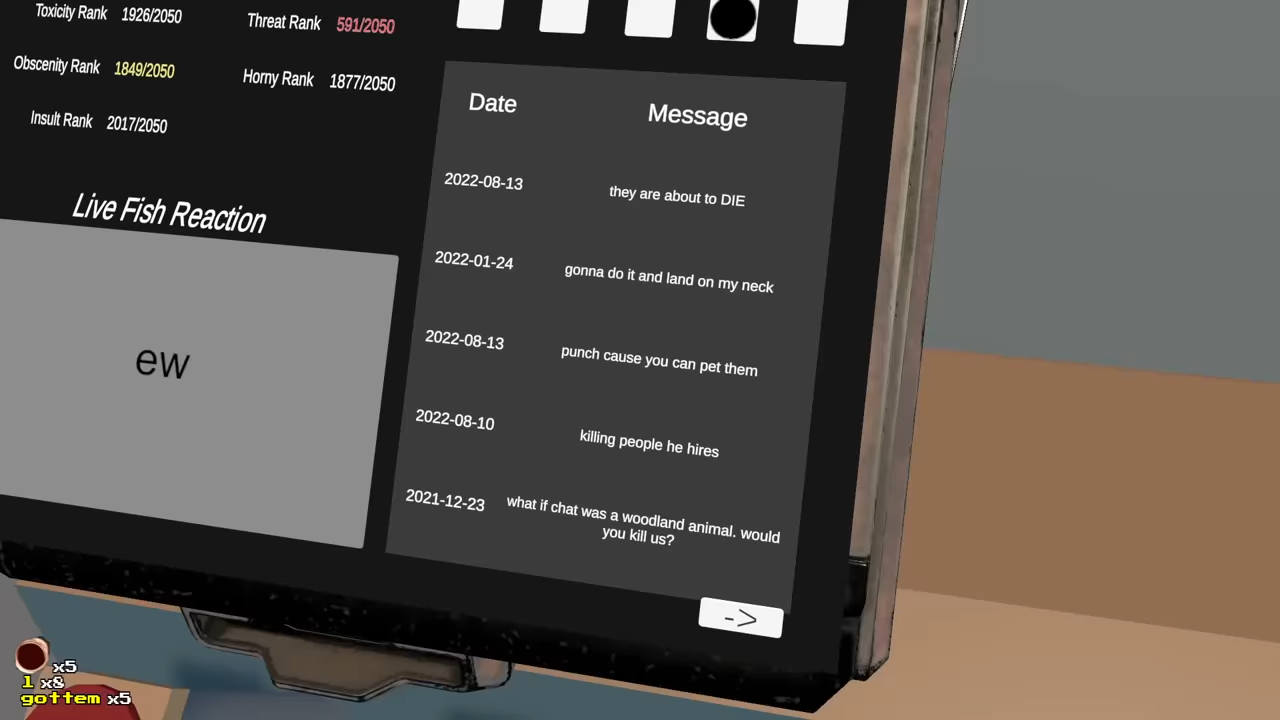 Toxicity Rank 1926/2050
Threat Rank 591/2050
Obscenity Rank 1849/2050
Horny Rank 1877/2050
Insult Rank 2017/2050
Live Fish Reaction
ew
Date Message
2022-08-13 they are about to DIE
2022-01-24 gonna do it and land on my neck
2022-08-13 punch cause you can pet them
2022-08-10 killing people he hires
2021-12-23 what if chat was a woodland animal. would
you kill us?
->
x5
l x&
gottem x5